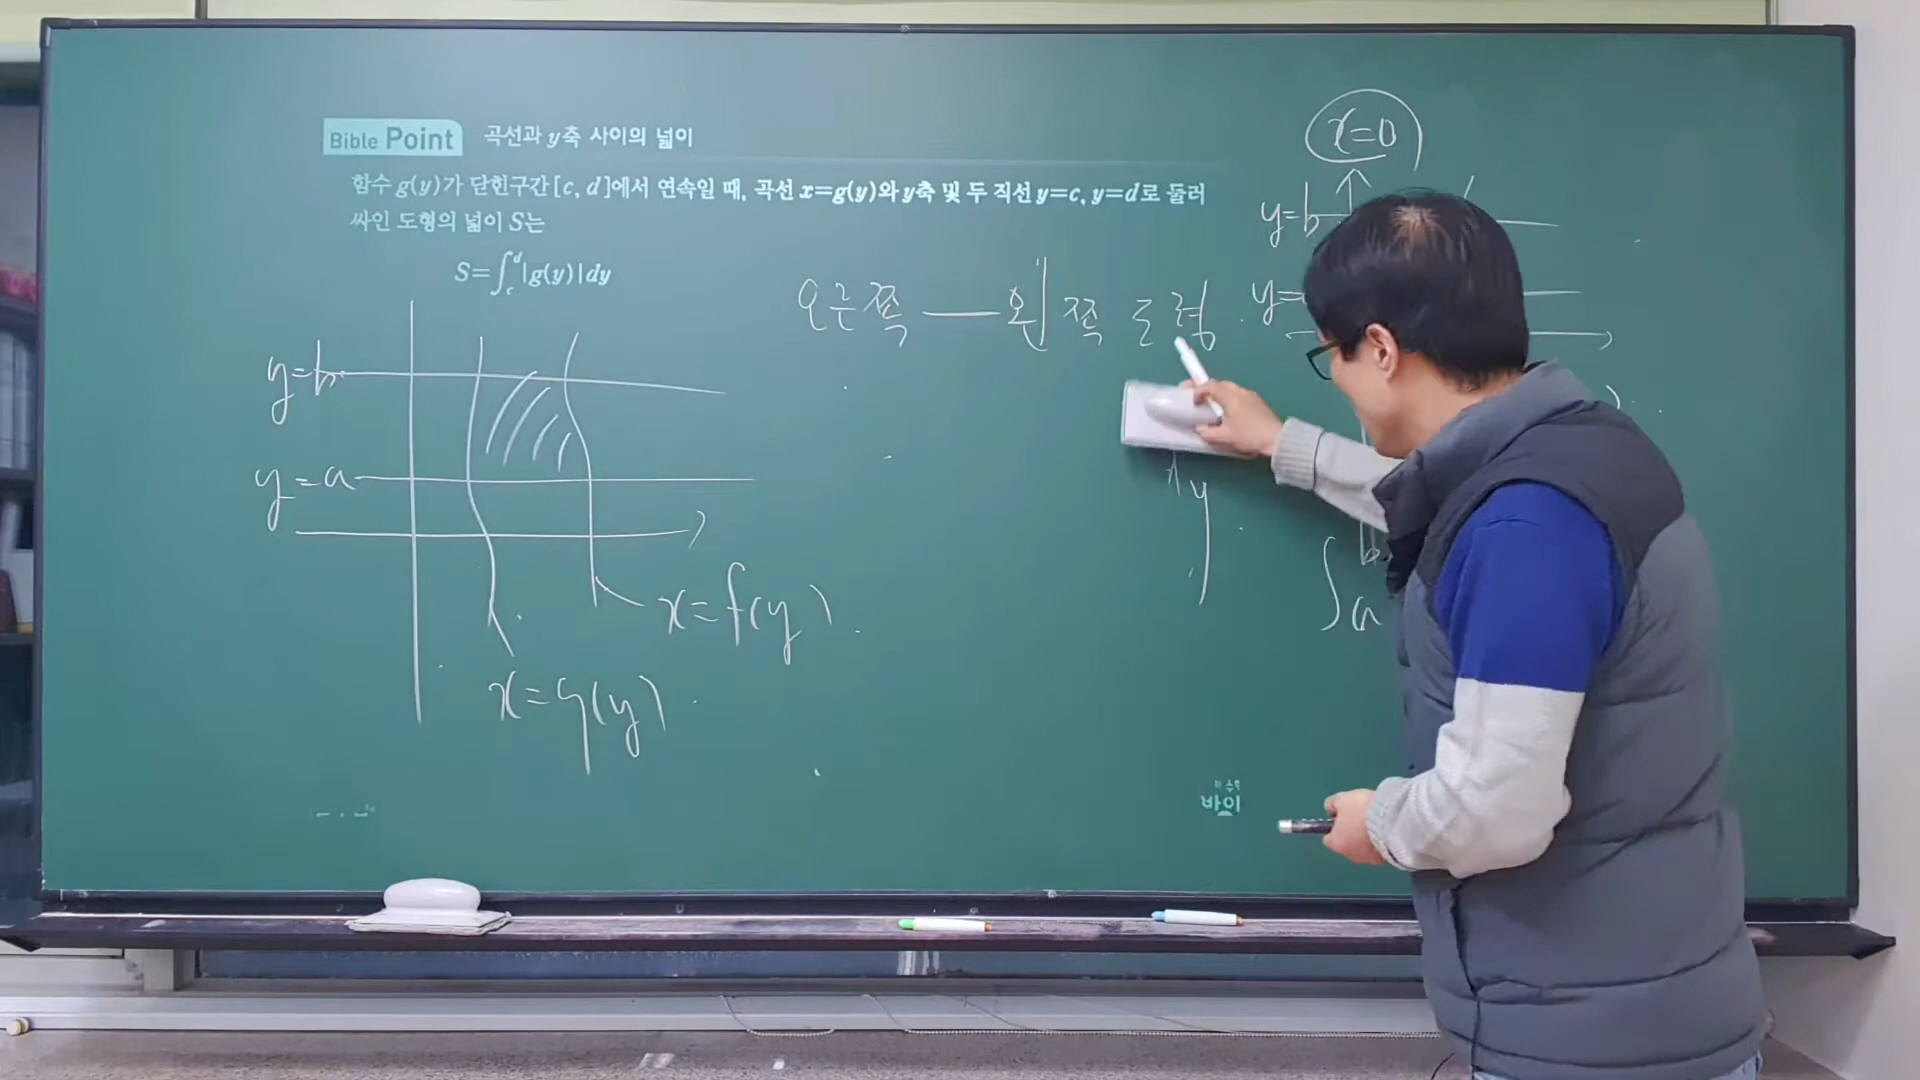 Bible Point 곡선과 y축 사이의 넓이
함수 g(y)가 닫힌구간 [c, d]에서 연속일 때, 곡선 x=g(y)와 y축 및 두 직선 y=c, y=d로 둘러
싸인 도형의 넓이 S는
S=∫_c^d |g(y)|dy
x=0
y=b
y=
오른쪽 — 왼쪽
y=b
y=a
x=f(y)
x=g(y)
y
∫a
바이